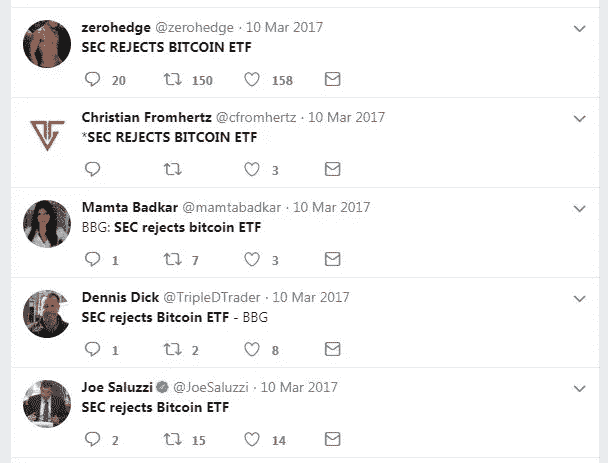 zerohedge @zerohedge · 10 Mar 2017
SEC REJECTS BITCOIN ETF
20 150 158
Christian Fromhertz @cfromhertz · 10 Mar 2017
*SEC REJECTS BITCOIN ETF
3
Mamta Badkar @mamtabadkar · 10 Mar 2017
BBG: SEC rejects bitcoin ETF
1 7 3
Dennis Dick @TripleDTrader · 10 Mar 2017
SEC rejects Bitcoin ETF - BBG
1 2 8
Joe Saluzzi @JoeSaluzzi · 10 Mar 2017
SEC rejects Bitcoin ETF
2 15 14